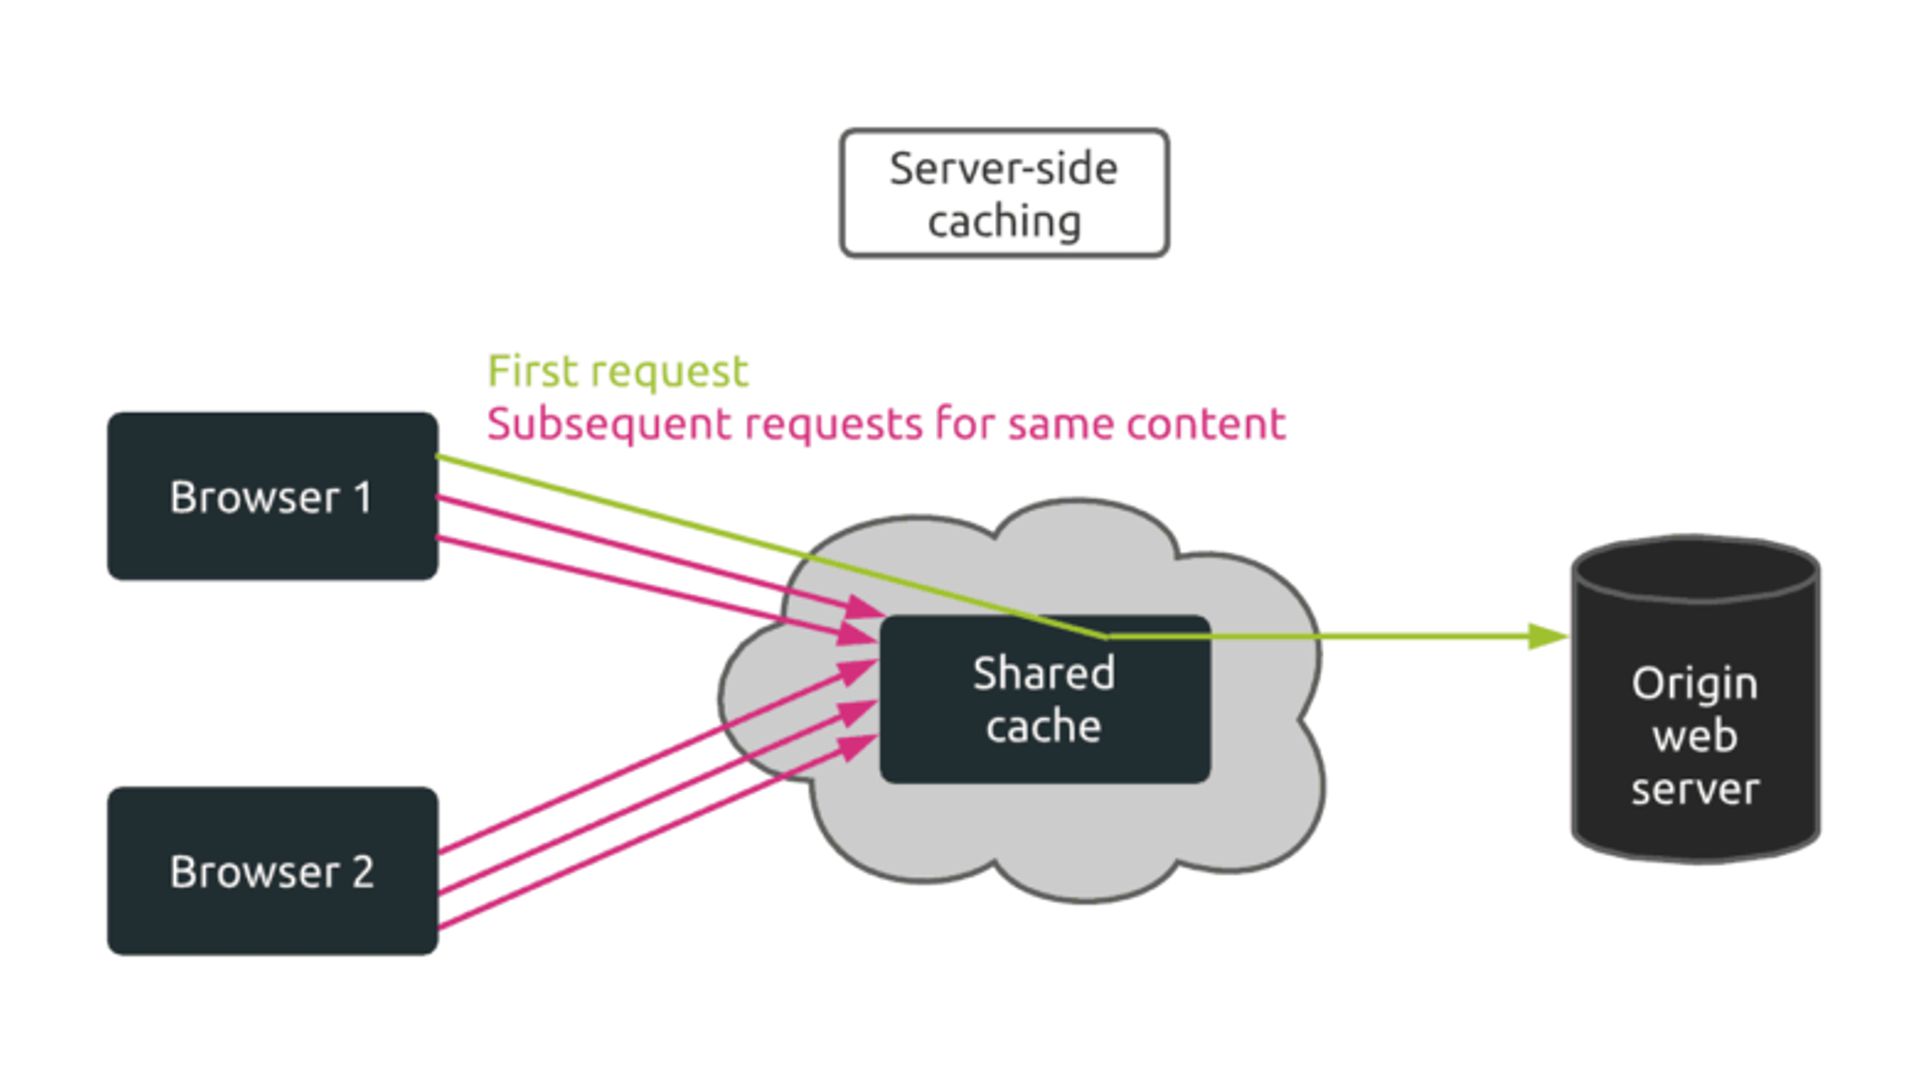 Server-side
caching
First request
Subsequent requests for same content
Browser 1
Shared
cache
Origin
web
server
Browser 2